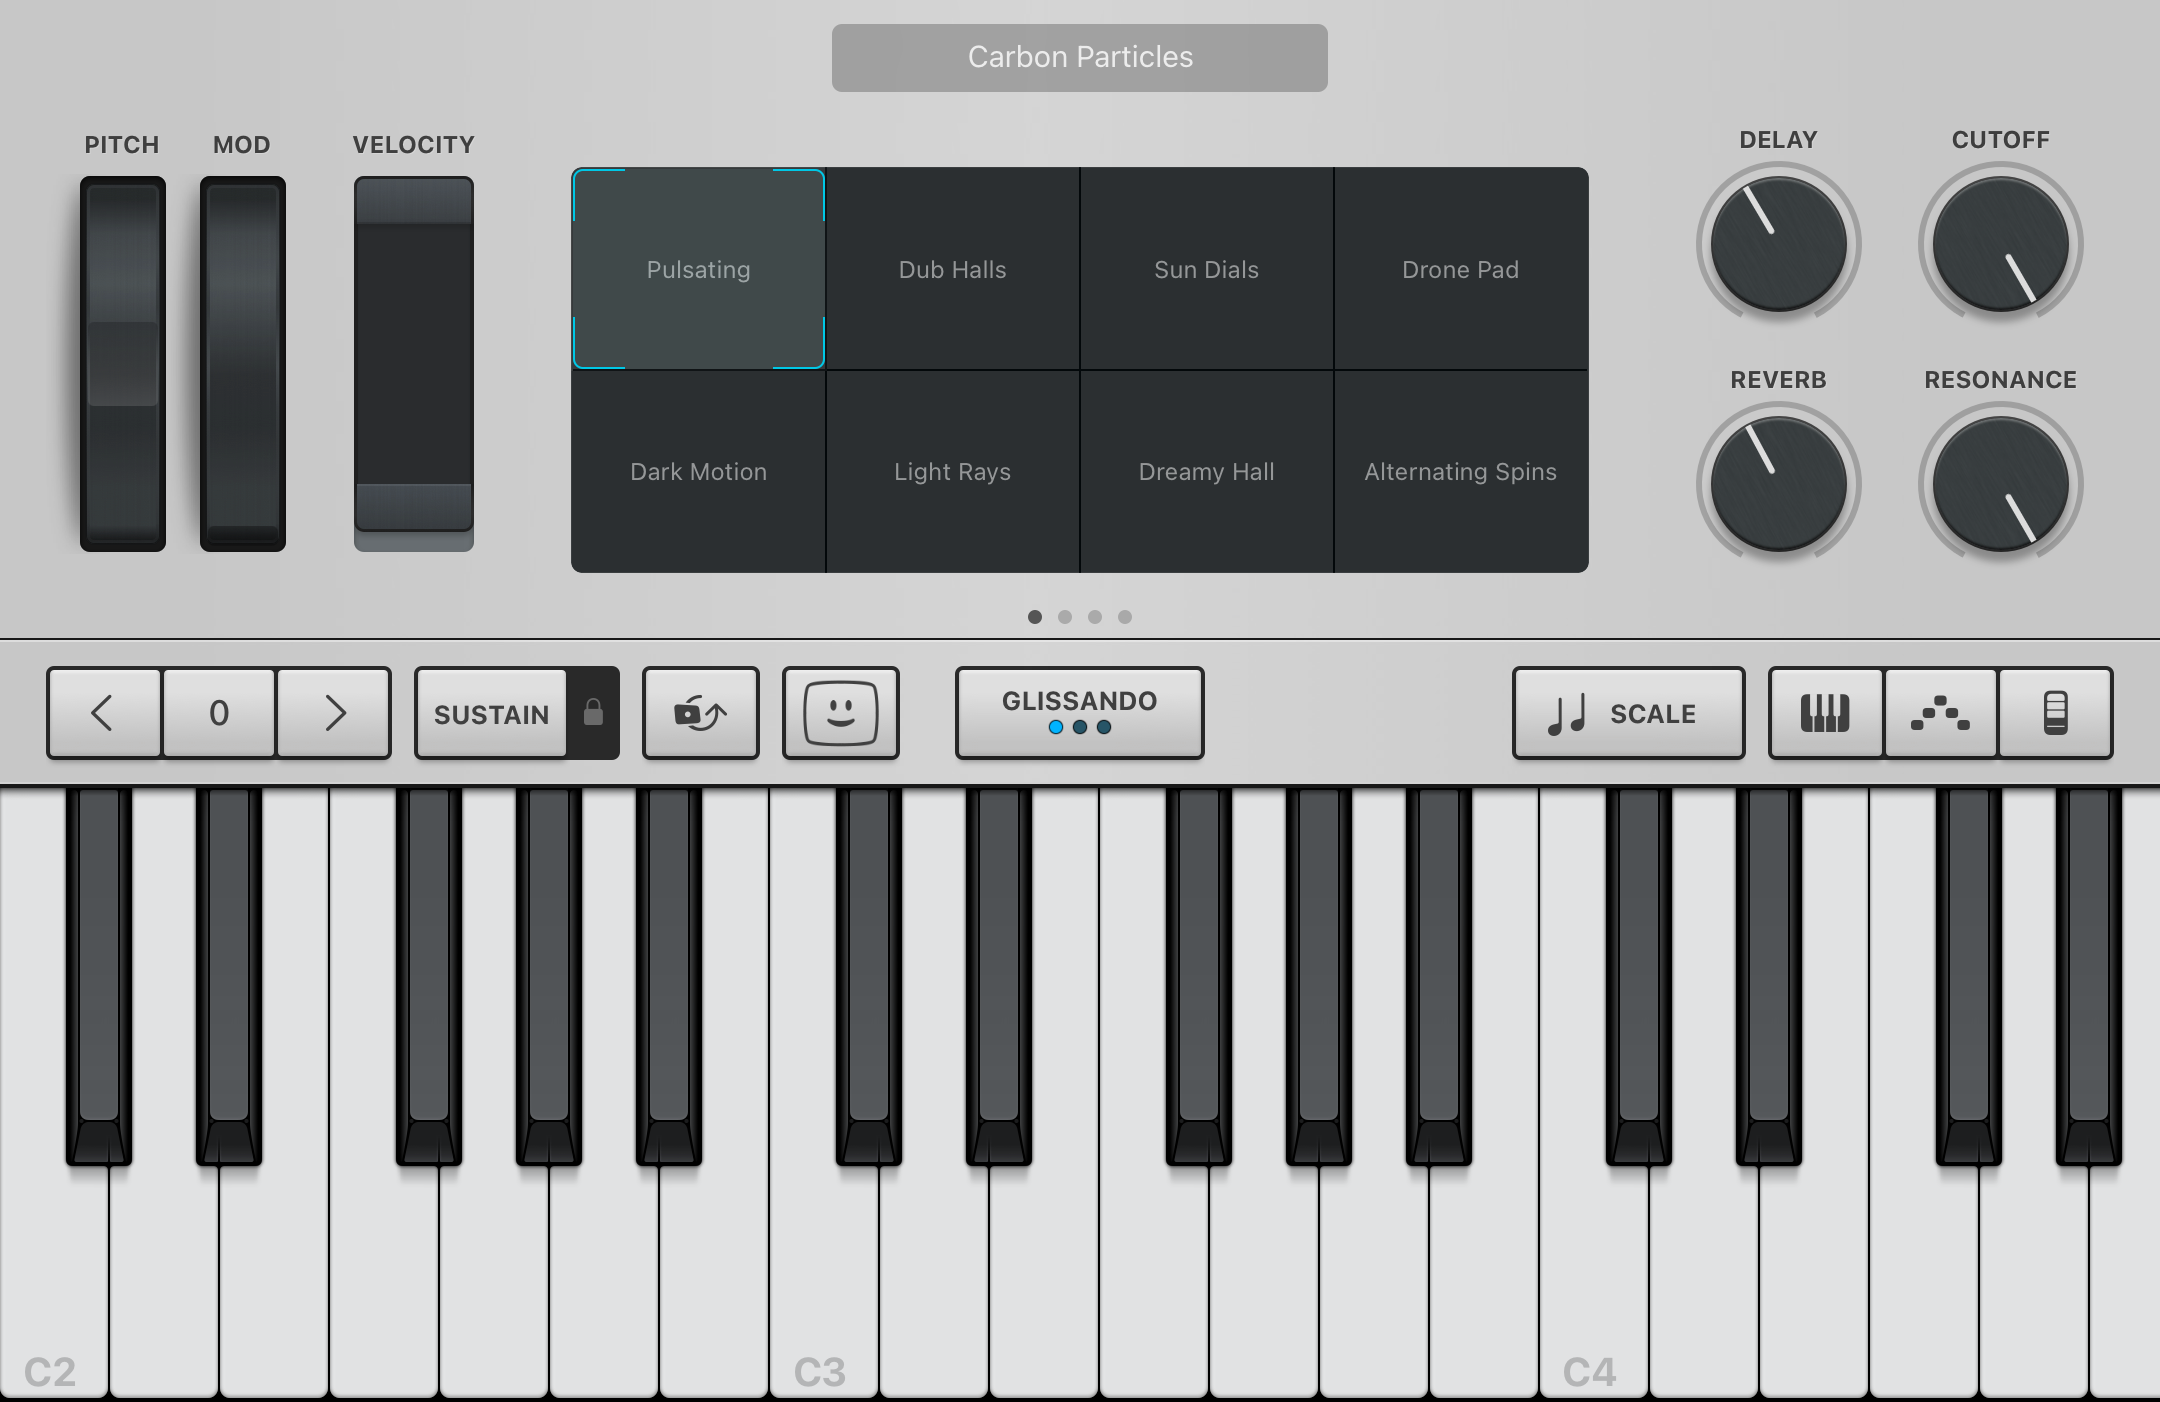 Carbon Particles
PITCH MOD VELOCITY
DELAY CUTOFF
Pulsating Dub Halls Sun Dials Drone Pad
REVERB RESONANCE
Dark Motion Light Rays Dreamy Hall Alternating Spins
0 SUSTAIN GLISSANDO SCALE
C2 C3 C4